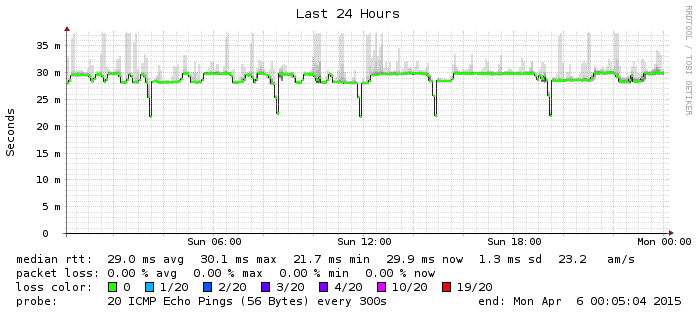 Last 24 Hours
RRDTOOL / TOBI OETIKER
Seconds
35 m
30 m
25 m
20 m
15 m
10 m
5 m
0
Sun 06:00 Sun 12:00 Sun 18:00 Mon 00:00
median rtt: 29.0 ms avg 30.1 ms max 21.7 ms min 29.9 ms now 1.3 ms sd 23.2 am/s
packet loss: 0.00 % avg 0.00 % max 0.00 % min 0.00 % now
loss color: 0 1/20 2/20 3/20 4/20 10/20 19/20
probe: 20 ICMP Echo Pings (56 Bytes) every 300s end: Mon Apr 6 00:05:04 2015